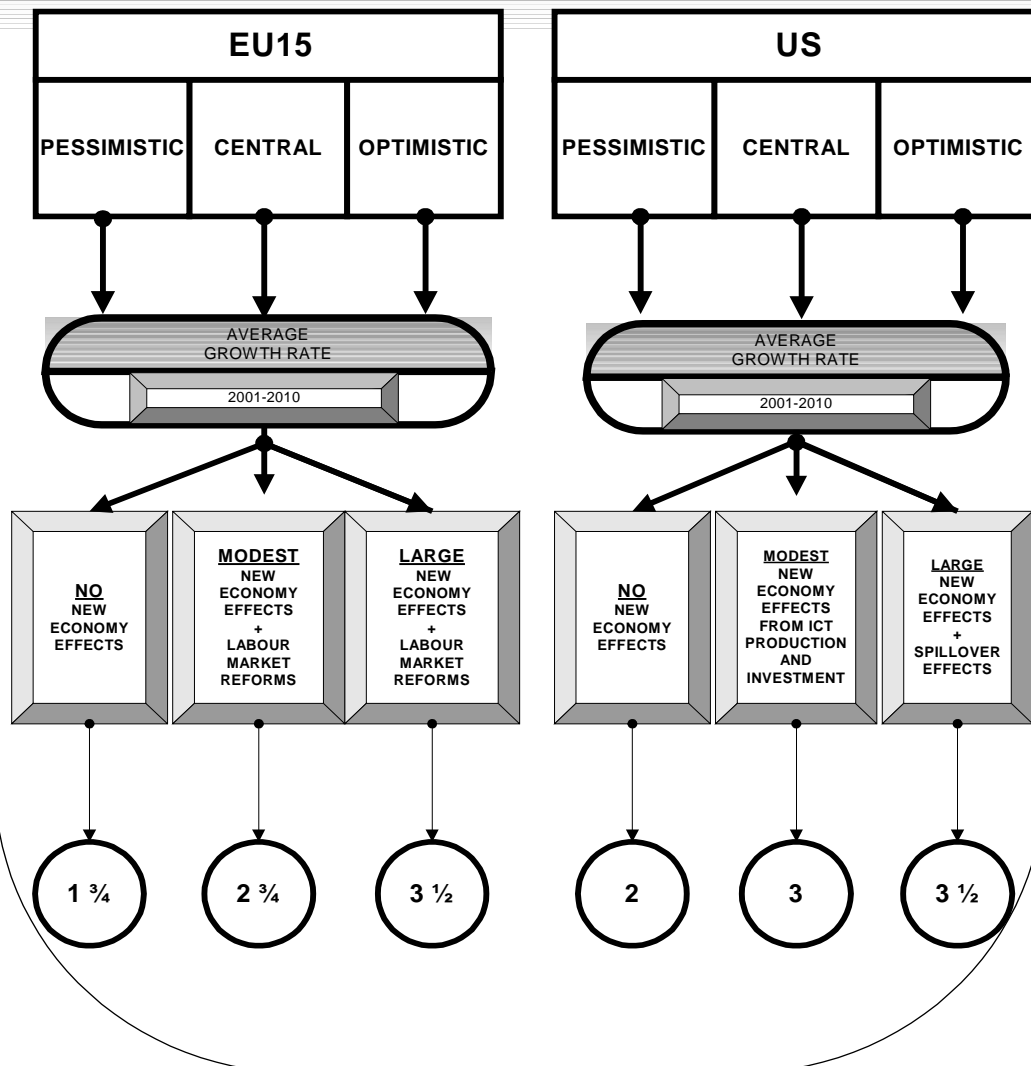 EU15
PESSIMISTIC
CENTRAL
OPTIMISTIC
AVERAGE
GROWTH RATE
2001-2010
NO
NEW
ECONOMY
EFFECTS
MODEST
NEW
ECONOMY
EFFECTS
+
LABOUR
MARKET
REFORMS
LARGE
NEW
ECONOMY
EFFECTS
+
LABOUR
MARKET
REFORMS
1 ¾
2 ¾
3 ½
US
PESSIMISTIC
CENTRAL
OPTIMISTIC
AVERAGE
GROWTH RATE
2001-2010
NO
NEW
ECONOMY
EFFECTS
MODEST
NEW
ECONOMY
EFFECTS
FROM ICT
PRODUCTION
AND
INVESTMENT
LARGE
NEW
ECONOMY
EFFECTS
+
SPILLOVER
EFFECTS
2
3
3 ½